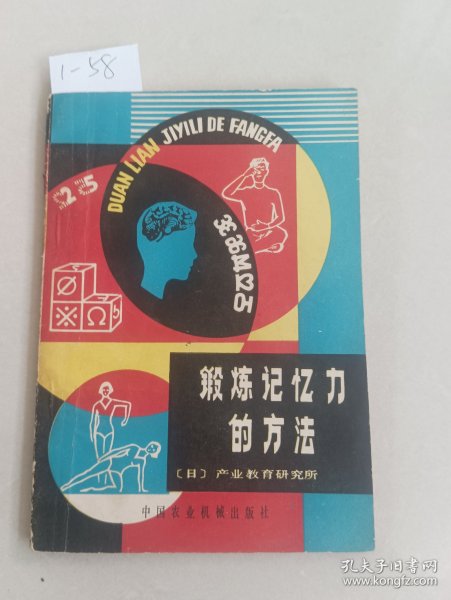 1-58
DUAN LIAN JIYILI DE FANGFA
25
Ø
※
Ω
锻炼记忆力
的方法
〔日〕产业教育研究所
中国农业机械出版社
孔夫子旧书网
www.kongfz.com